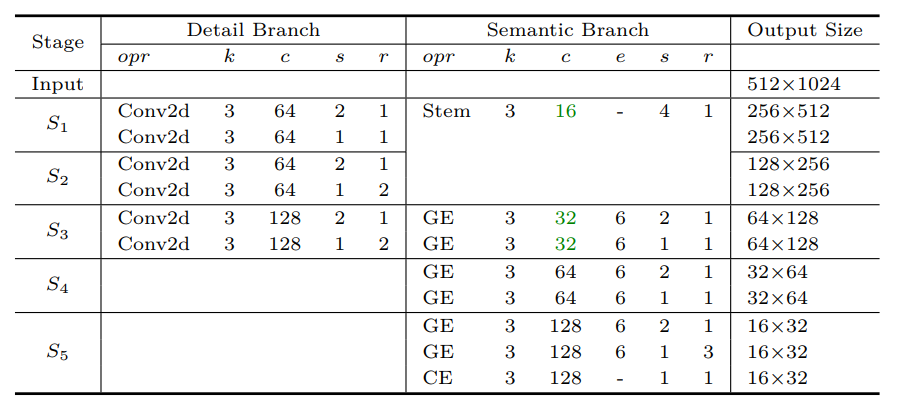 Stage Detail Branch Semantic Branch Output Size
opr k c s r opr k c e s r
Input 512×1024
S1 Conv2d 3 64 2 1 Stem 3 16 - 4 1 256×512
Conv2d 3 64 1 1 256×512
S2 Conv2d 3 64 2 1 128×256
Conv2d 3 64 1 2 128×256
S3 Conv2d 3 128 2 1 GE 3 32 6 2 1 64×128
Conv2d 3 128 1 2 GE 3 32 6 1 1 64×128
S4 GE 3 64 6 2 1 32×64
GE 3 64 6 1 1 32×64
S5 GE 3 128 6 2 1 16×32
GE 3 128 6 1 3 16×32
CE 3 128 - 1 1 16×32